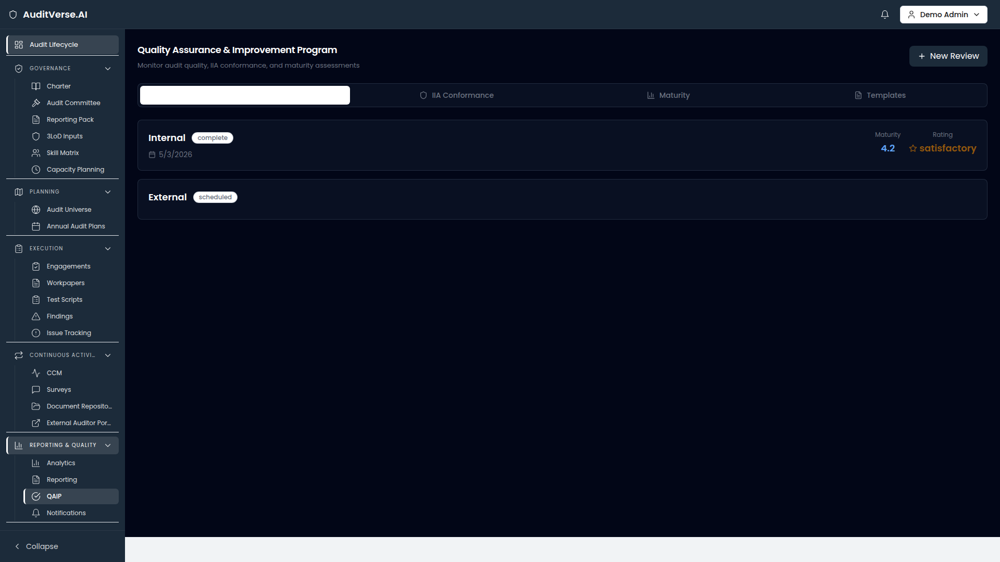 AuditVerse.AI
Demo Admin
Audit Lifecycle
GOVERNANCE
Charter
Audit Committee
Reporting Pack
3LoD Inputs
Skill Matrix
Capacity Planning
PLANNING
Audit Universe
Annual Audit Plans
EXECUTION
Engagements
Workpapers
Test Scripts
Findings
Issue Tracking
CONTINUOUS ACTIVI...
CCM
Surveys
Document Reposito...
External Auditor Por...
REPORTING & QUALITY
Analytics
Reporting
QAIP
Notifications
Collapse
Quality Assurance & Improvement Program
Monitor audit quality, IIA conformance, and maturity assessments
New Review
IIA Conformance
Maturity
Templates
Internal complete
5/3/2026
Maturity Rating
4.2 satisfactory
External scheduled